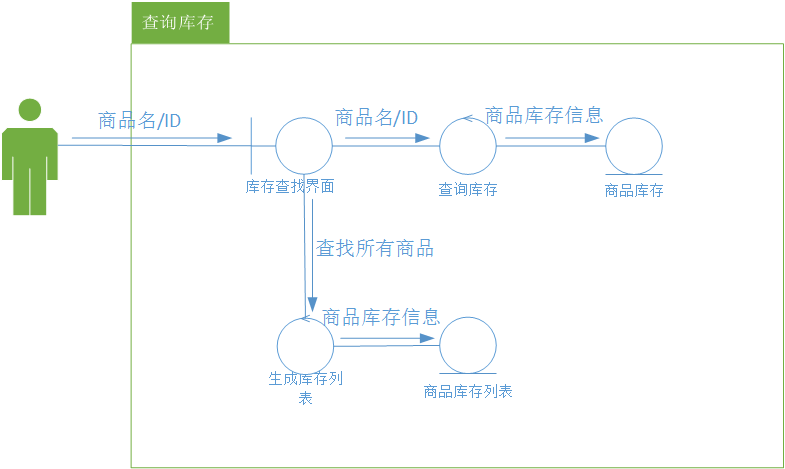 查询库存
商品名/ID
商品名/ID
商品库存信息
库存查找界面
查询库存
商品库存
查找所有商品
商品库存信息
生成库存列
表
商品库存列表